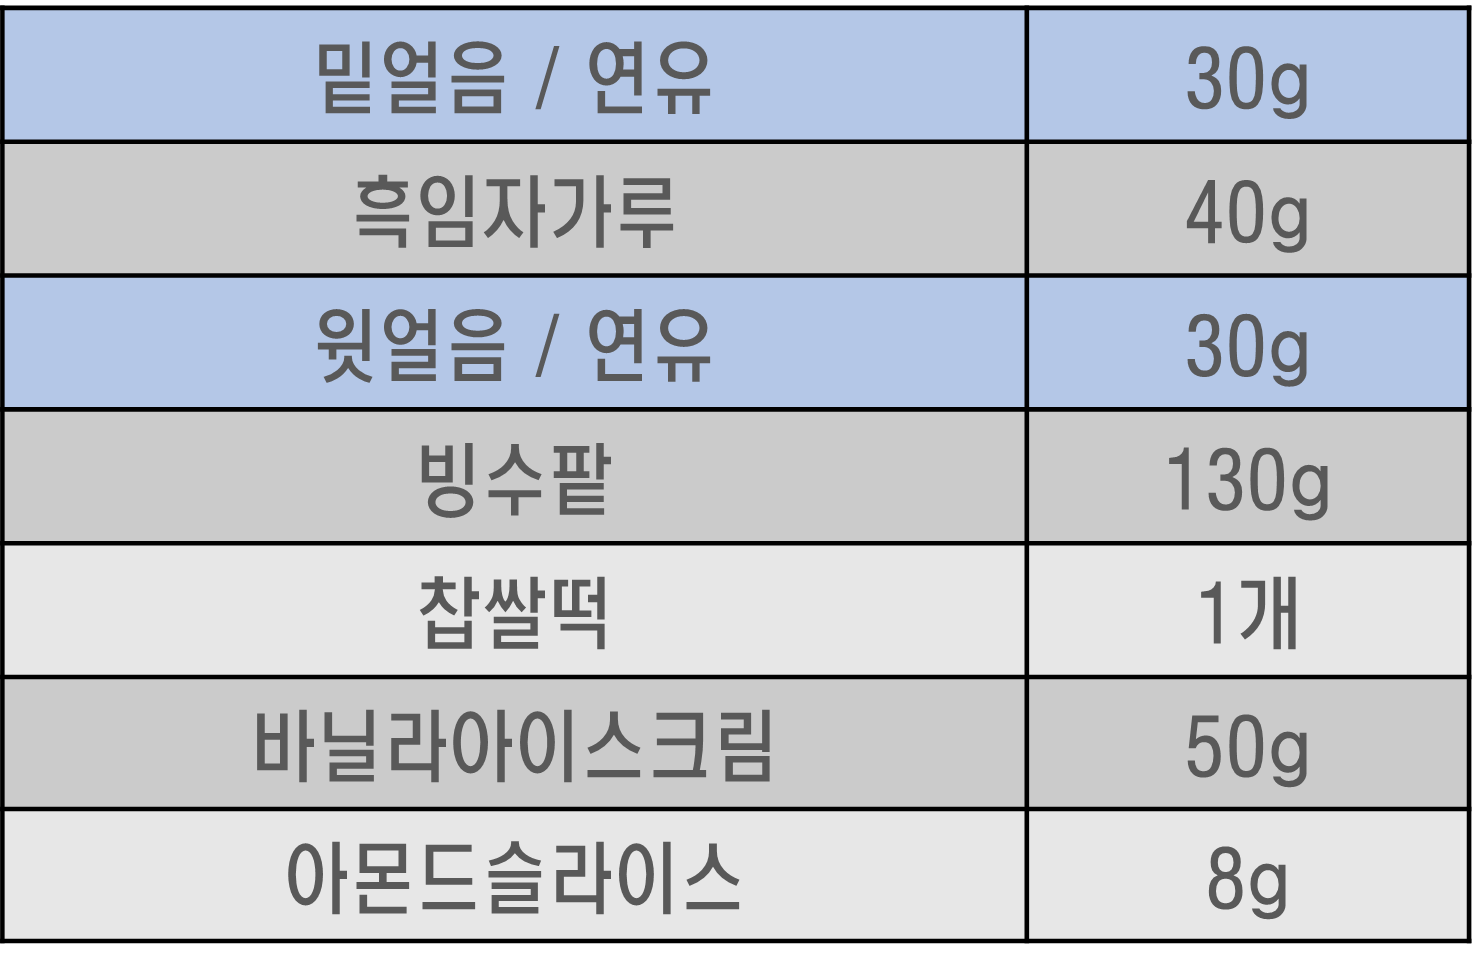 밑얼음 / 연유 30g
흑임자가루 40g
윗얼음 / 연유 30g
빙수팥 130g
찹쌀떡 1개
바닐라아이스크림 50g
아몬드슬라이스 8g